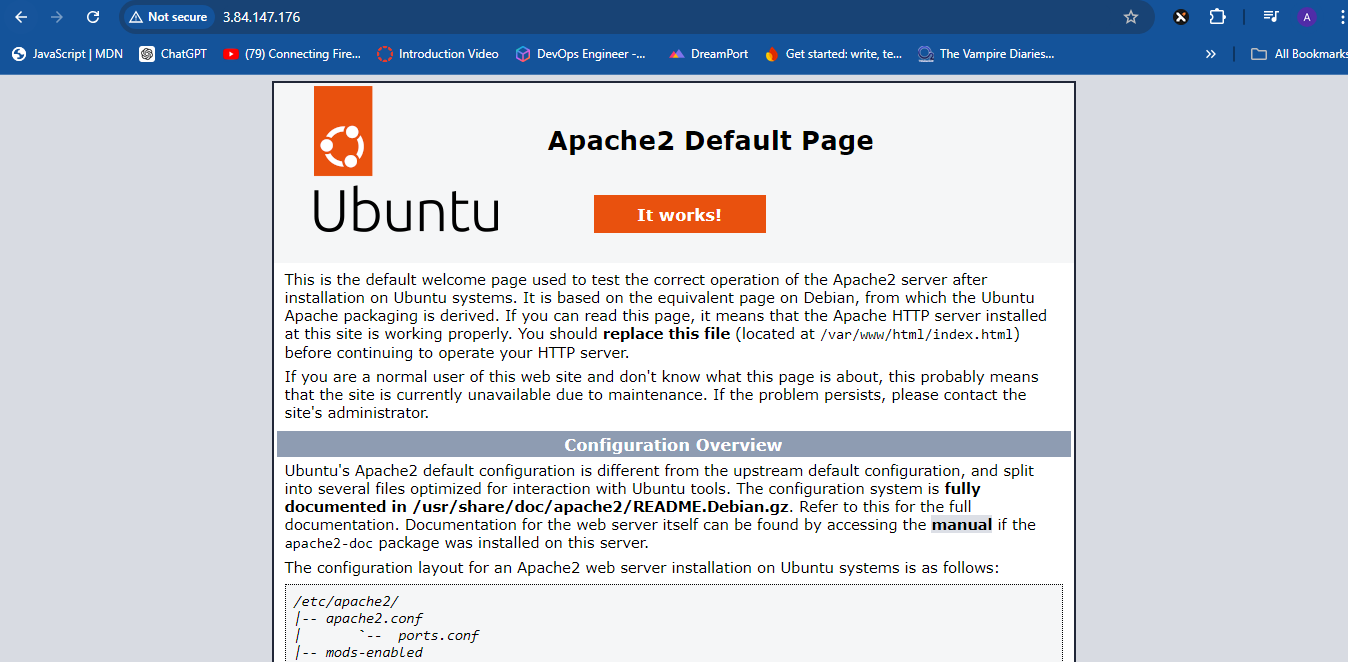 Not secure 3.84.147.176 A
JavaScript | MDN ChatGPT (79) Connecting Fire... Introduction Video DevOps Engineer -... DreamPort Get started: write, te... The Vampire Diaries... » All Bookmarks
Apache2 Default Page
Ubuntu
It works!
This is the default welcome page used to test the correct operation of the Apache2 server after
installation on Ubuntu systems. It is based on the equivalent page on Debian, from which the Ubuntu
Apache packaging is derived. If you can read this page, it means that the Apache HTTP server installed
at this site is working properly. You should replace this file (located at /var/www/html/index.html)
before continuing to operate your HTTP server.
If you are a normal user of this web site and don't know what this page is about, this probably means
that the site is currently unavailable due to maintenance. If the problem persists, please contact the
site's administrator.
Configuration Overview
Ubuntu's Apache2 default configuration is different from the upstream default configuration, and split
into several files optimized for interaction with Ubuntu tools. The configuration system is fully
documented in /usr/share/doc/apache2/README.Debian.gz. Refer to this for the full
documentation. Documentation for the web server itself can be found by accessing the manual if the
apache2-doc package was installed on this server.
The configuration layout for an Apache2 web server installation on Ubuntu systems is as follows:
/etc/apache2/
|-- apache2.conf
|       `--  ports.conf
|-- mods-enabled